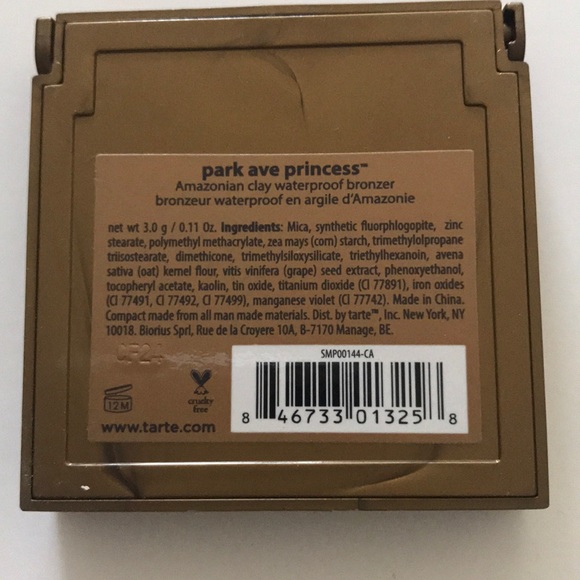 park ave princess™
Amazonian clay waterproof bronzer
bronzeur waterproof en argile d'Amazonie
net wt 3.0 g / 0.11 Oz. Ingredients: Mica, synthetic fluorphlogopite, zinc
stearate, polymethyl methacrylate, zea mays (corn) starch, trimethylolpropane
triisostearate, dimethicone, trimethylsiloxysilicate, triethylhexanoin, avena
sativa (oat) kernel flour, vitis vinifera (grape) seed extract, phenoxyethanol,
tocopheryl acetate, kaolin, tin oxide, titanium dioxide (CI 77891), iron oxides
(CI 77491, CI 77492, CI 77499), manganese violet (CI 77742). Made in China.
Compact made from all man made materials. Dist. by tarte™, Inc. New York, NY
10018. Biorius Sprl, Rue de la Croyere 10A, B-7170 Manage, BE.
CF24
12M
cruelty
free
www.tarte.com
SMP00144-CA
8 46733 01325 8